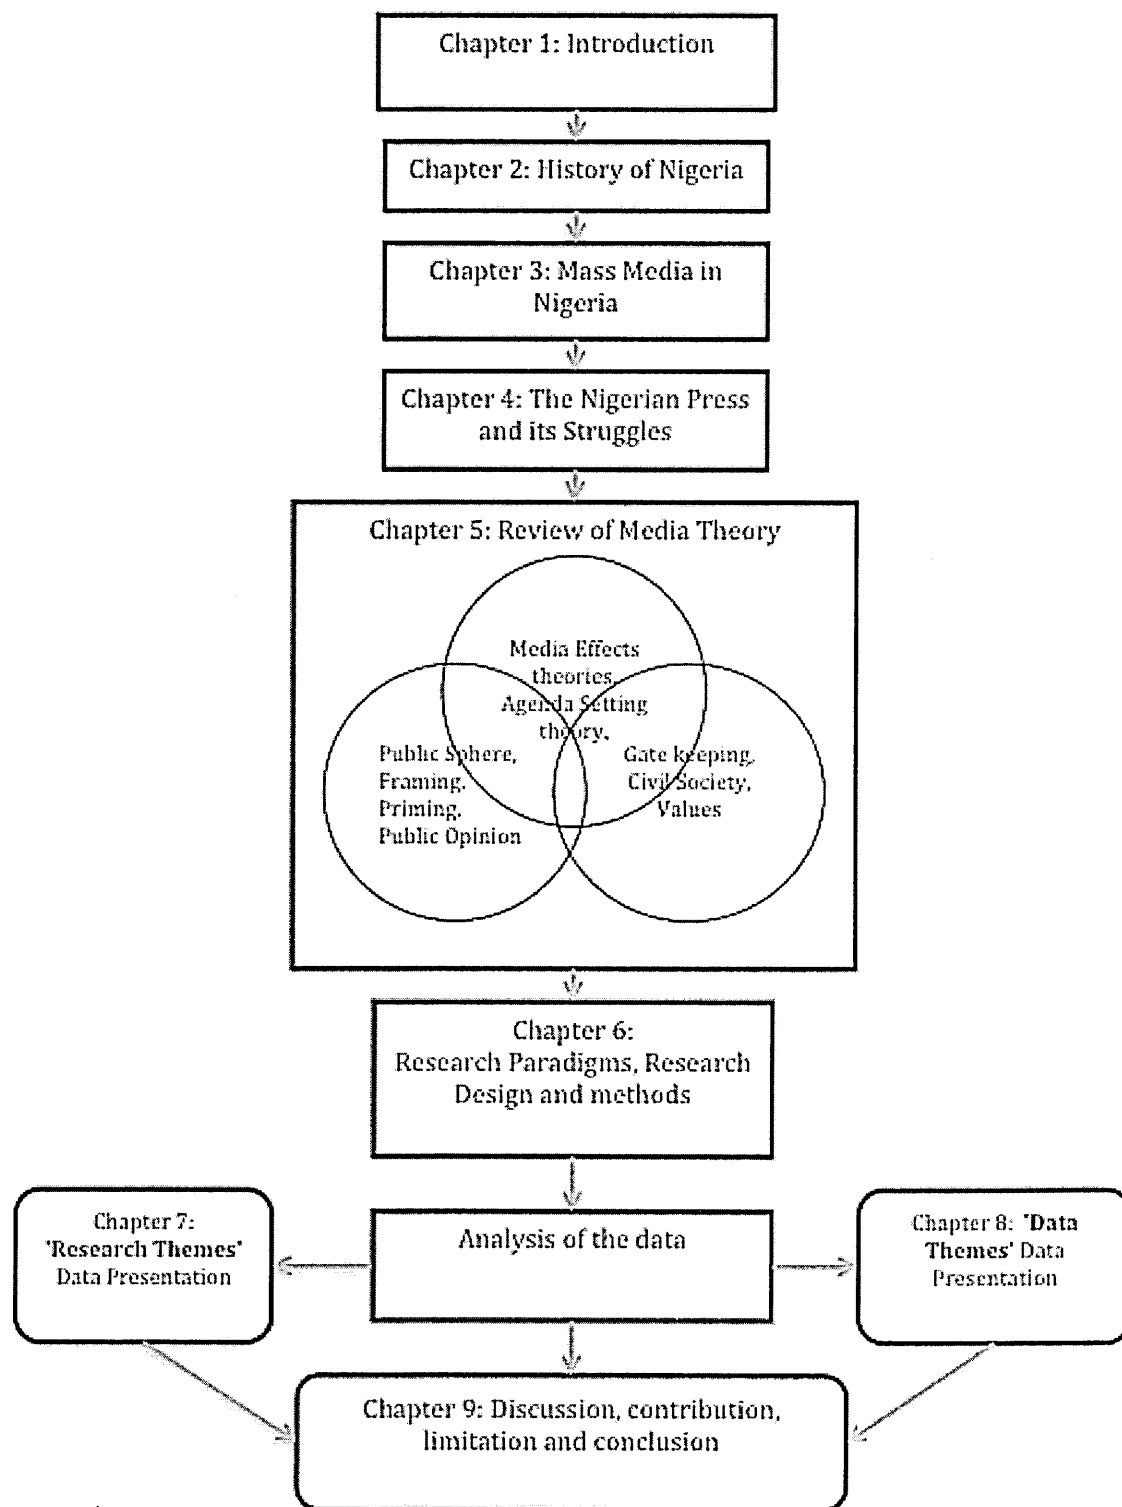 Chapter 1: Introduction
Chapter 2: History of Nigeria
Chapter 3: Mass Media in
Nigeria
Chapter 4: The Nigerian Press
and its Struggles
Chapter 5: Review of Media Theory
Media Effects
theories,
Agenda Setting
theory,
Public Sphere,
Framing,
Priming,
Public Opinion
Gate keeping,
Civil Society,
Values
Chapter 6:
Research Paradigms, Research
Design and methods
Analysis of the data
Chapter 7:
'Research Themes'
Data Presentation
Chapter 8: 'Data
Themes' Data
Presentation
Chapter 9: Discussion, contribution,
limitation and conclusion